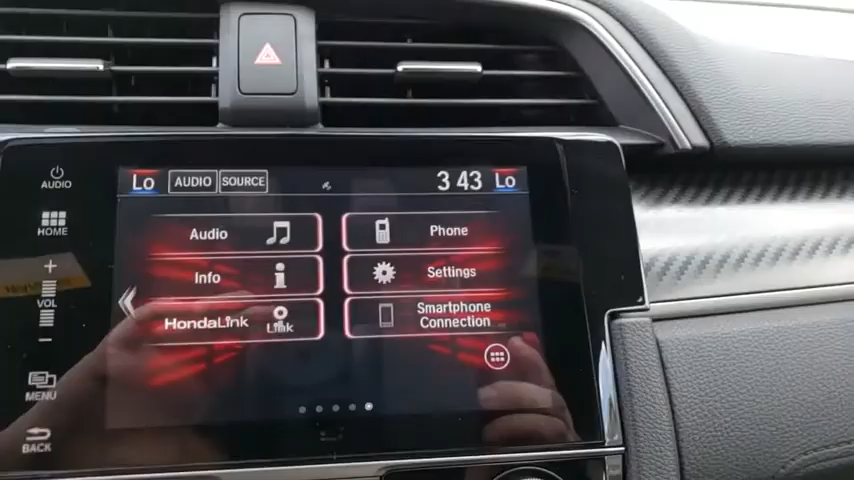 AUDIO
HOME
VOL
MENU
BACK
Lo
AUDIO
SOURCE
3 43
Lo
Audio
Phone
Info
Settings
HondaLink
Link
Smartphone
Connection